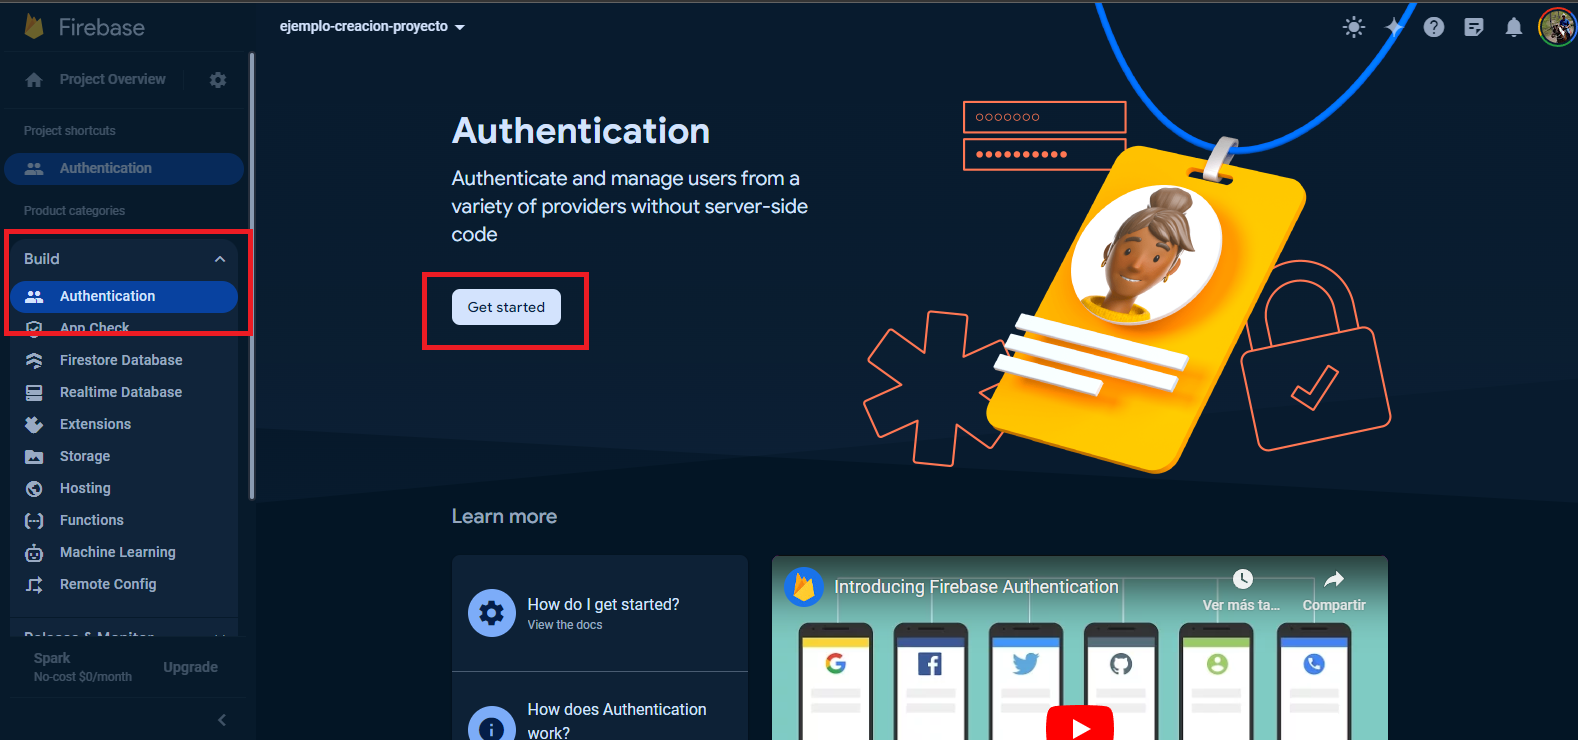 Firebase
ejemplo-creacion-proyecto
Project Overview
Project shortcuts
Authentication
Product categories
Build
Authentication
App Check
Firestore Database
Realtime Database
Extensions
Storage
Hosting
Functions
Machine Learning
Remote Config
Release & Monitor
Spark
No-cost $0/month
Upgrade
Authentication
Authenticate and manage users from a
variety of providers without server-side
code
Get started
Learn more
How do I get started?
View the docs
How does Authentication
work?
Introducing Firebase Authentication
Ver más ta...
Compartir